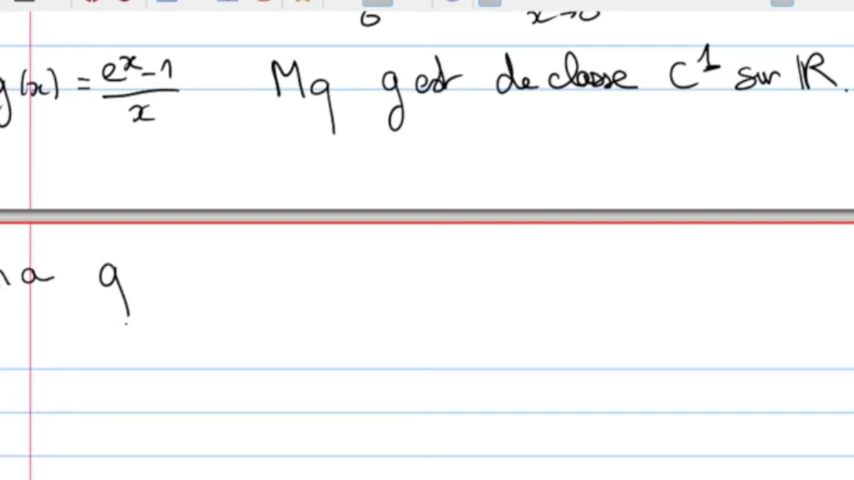 g(x) = (e^x - 1)/x Mq g est de classe C^1 sur ℝ.
a g